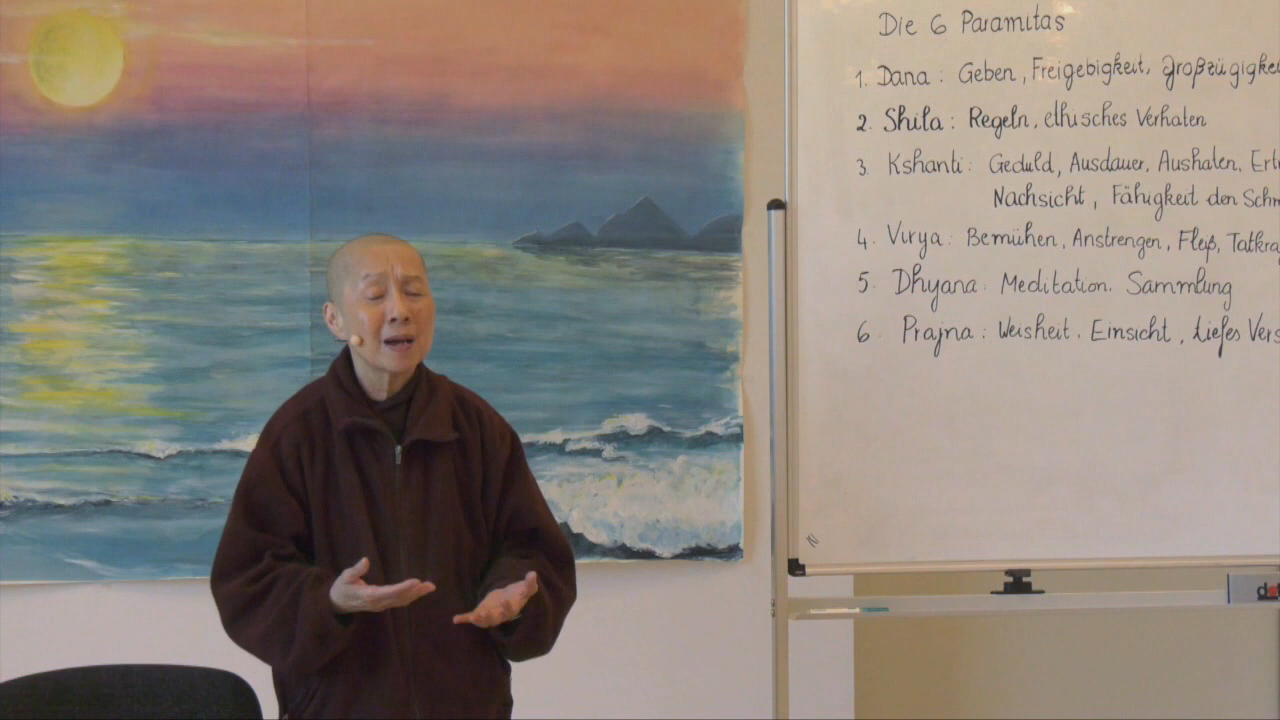 Die 6 Paramitas
1. Dana : Geben, Freigebigkeit, großzügigkei
2. Shila : Regeln, ethisches Verhalten
3. Kshanti : Geduld, Ausdauer, Aushalten, Ert
Nachsicht, Fähigkeit den Schm
4. Virya : Bemühen, Anstrengen, Fleiß, Tatkra
5. Dhyana : Meditation. Sammlung
6. Prajna : Weisheit. Einsicht, tiefes Vers